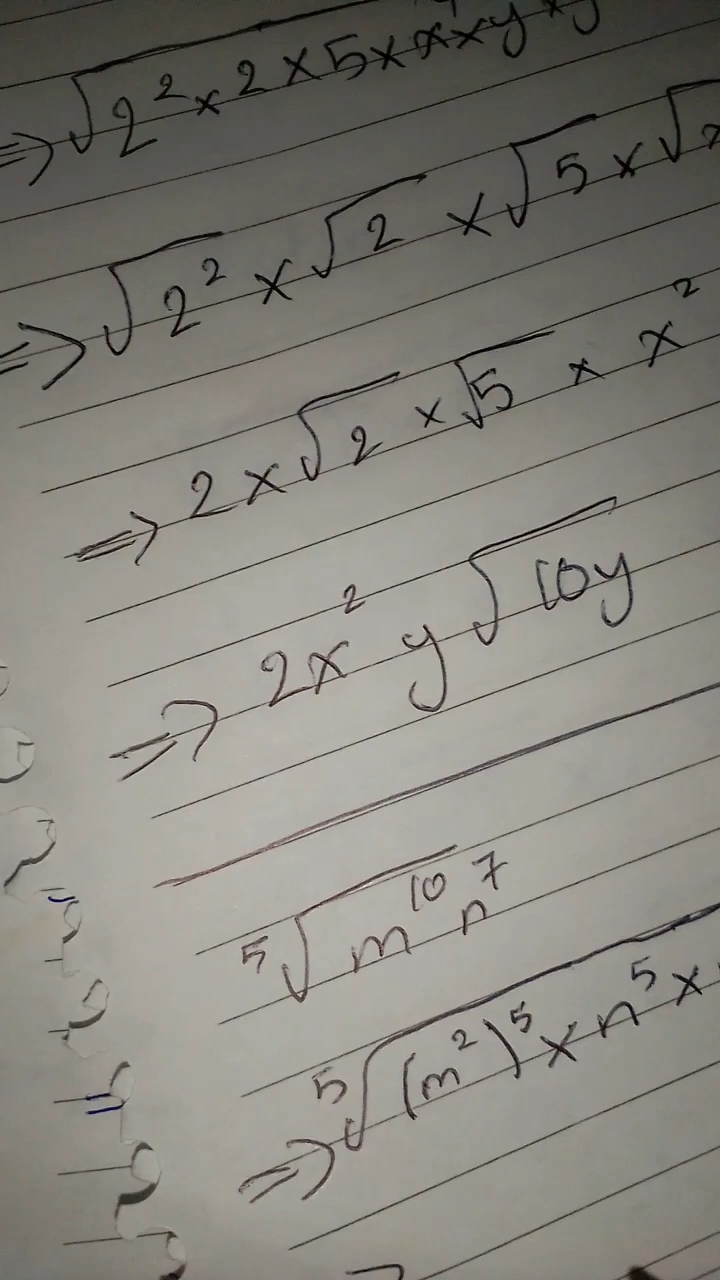 ⇒ √2² × 2 × 5 × x⁴ × y × y
⇒ √2² × √2 × √5 × √
⇒ 2 × √2 × √5 × x²
⇒ 2x² y √10y
⁵√m¹⁰ n⁷
⇒ ⁵√(m²)⁵ × n⁵ ×